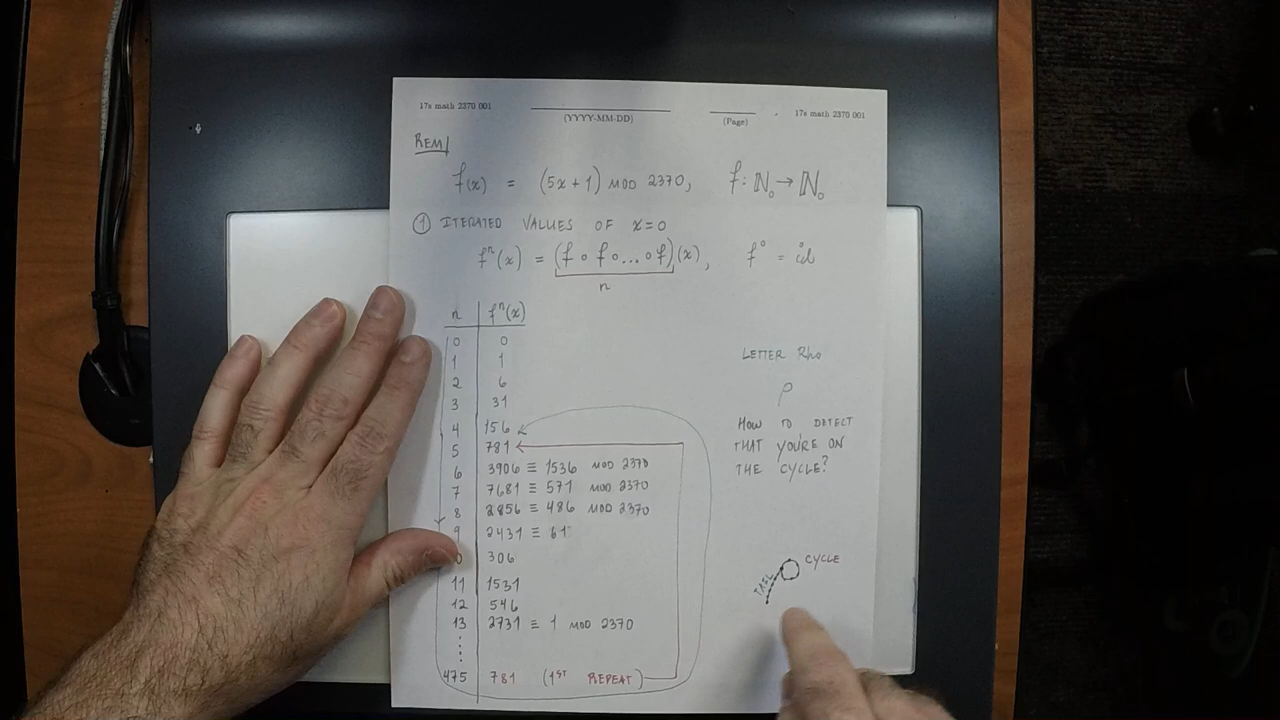 17s math 2370 001 (YYYY-MM-DD) (Page) . 17s math 2370 001
REM/
f(x) = (5x+1) MOD 2370, f: ℕ₀ → ℕ₀
① ITERATED VALUES OF x=0
fⁿ(x) = (f ∘ f ∘ ... ∘ f)(x), f⁰ = id
n
n fⁿ(x)
0 0
1 1
2 6
3 31
4 156
5 781
6 3906 ≡ 1536 MOD 2370
7 7681 ≡ 571 MOD 2370
8 2856 ≡ 486 MOD 2370
9 2431 ≡ 61
0 306
11 1531
12 546
13 2731 ≡ 1 MOD 2370
⋮
475 781 (1ST REPEAT)
LETTER Rho
ρ
HOW TO DETECT
THAT YOU'RE ON
THE CYCLE?
CYCLE